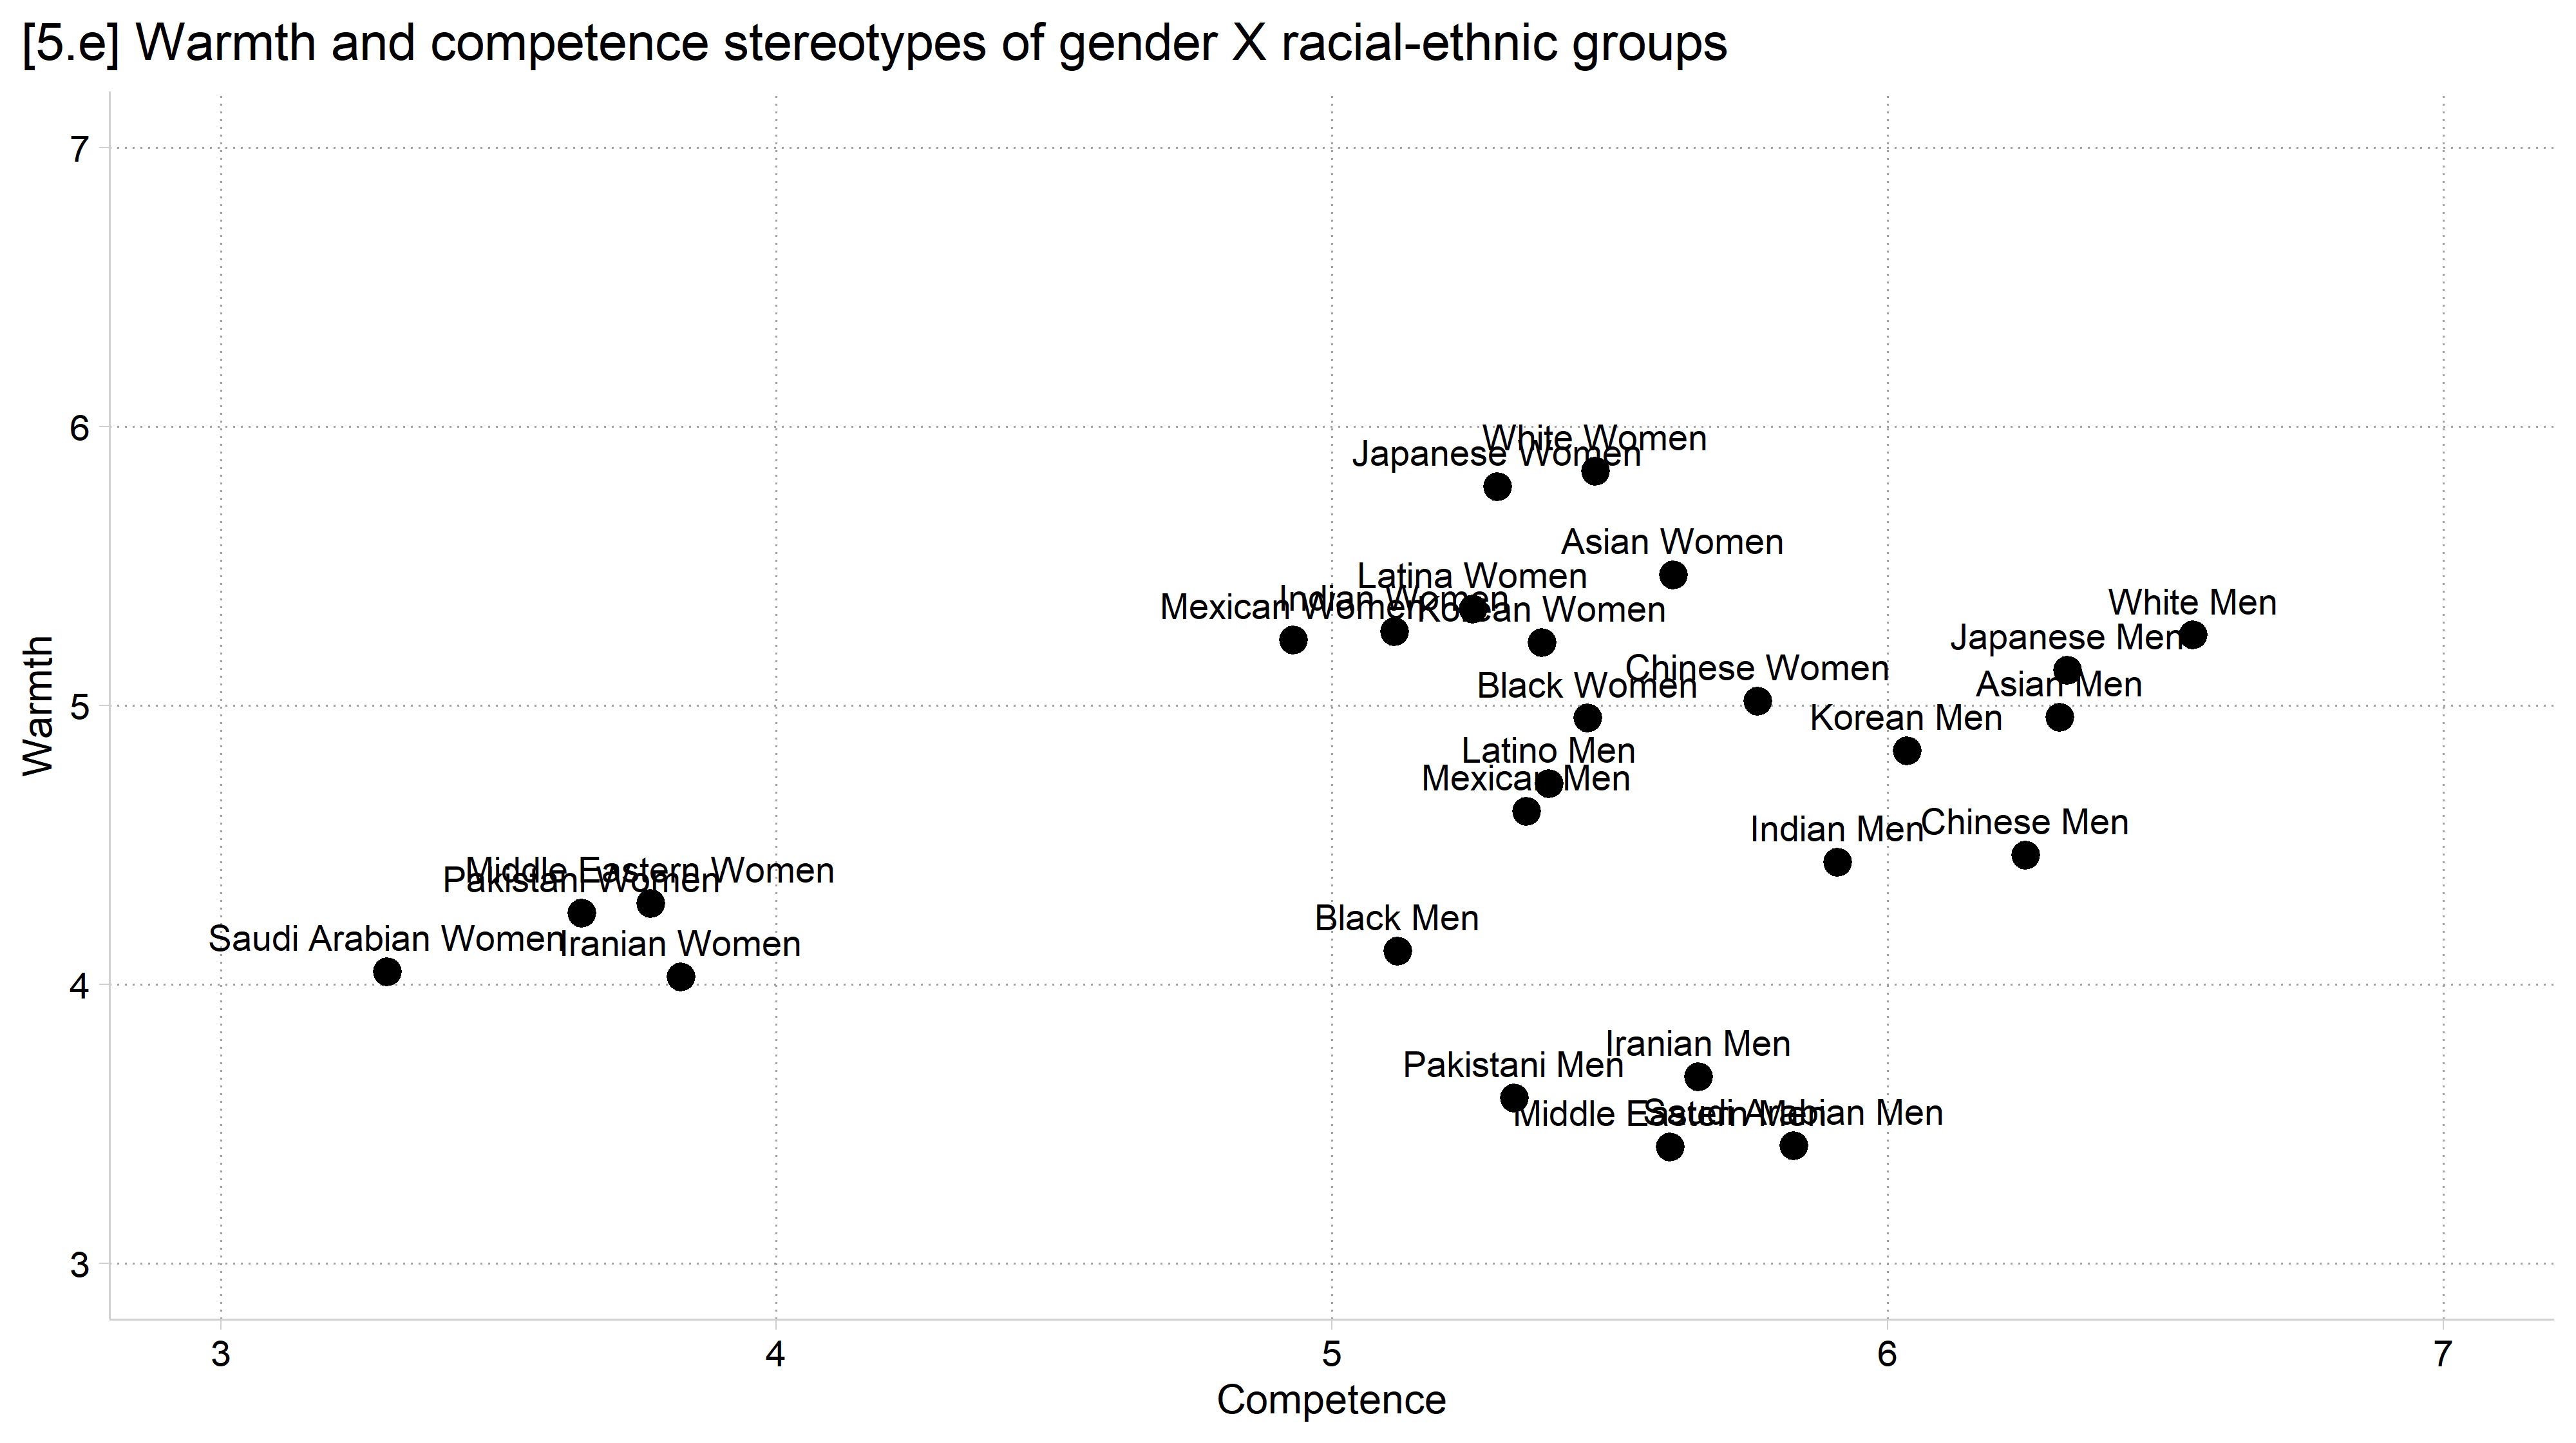 [5.e] Warmth and competence stereotypes of gender X racial-ethnic groups
7
6
5
4
3
Warmth
White Women
Japanese Women
Asian Women
Latina Women
Indian Women
Mexican Women
Korean Women
White Men
Japanese Men
Chinese Women
Asian Men
Black Women
Korean Men
Latino Men
Mexican Men
Chinese Men
Indian Men
Middle Eastern Women
Pakistani Women
Black Men
Saudi Arabian Women
Iranian Women
Iranian Men
Pakistani Men
Saudi Arabian Men
Middle Eastern Men
3
4
5
6
7
Competence